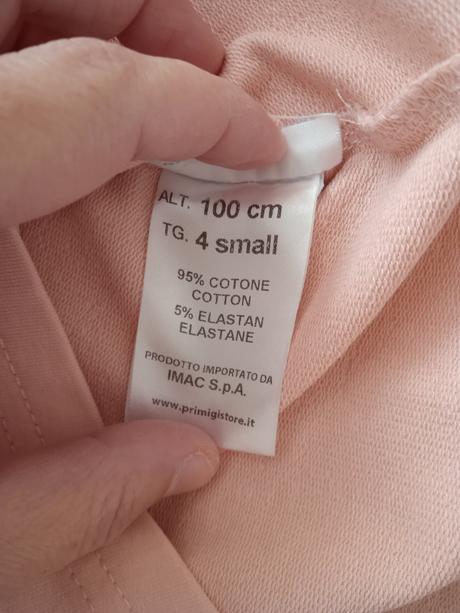 ALT. 100 cm
TG. 4 small
95% COTONE
COTTON
5% ELASTAN
ELASTANE
PRODOTTO IMPORTATO DA
IMAC S.p.A.
www.primigistore.it